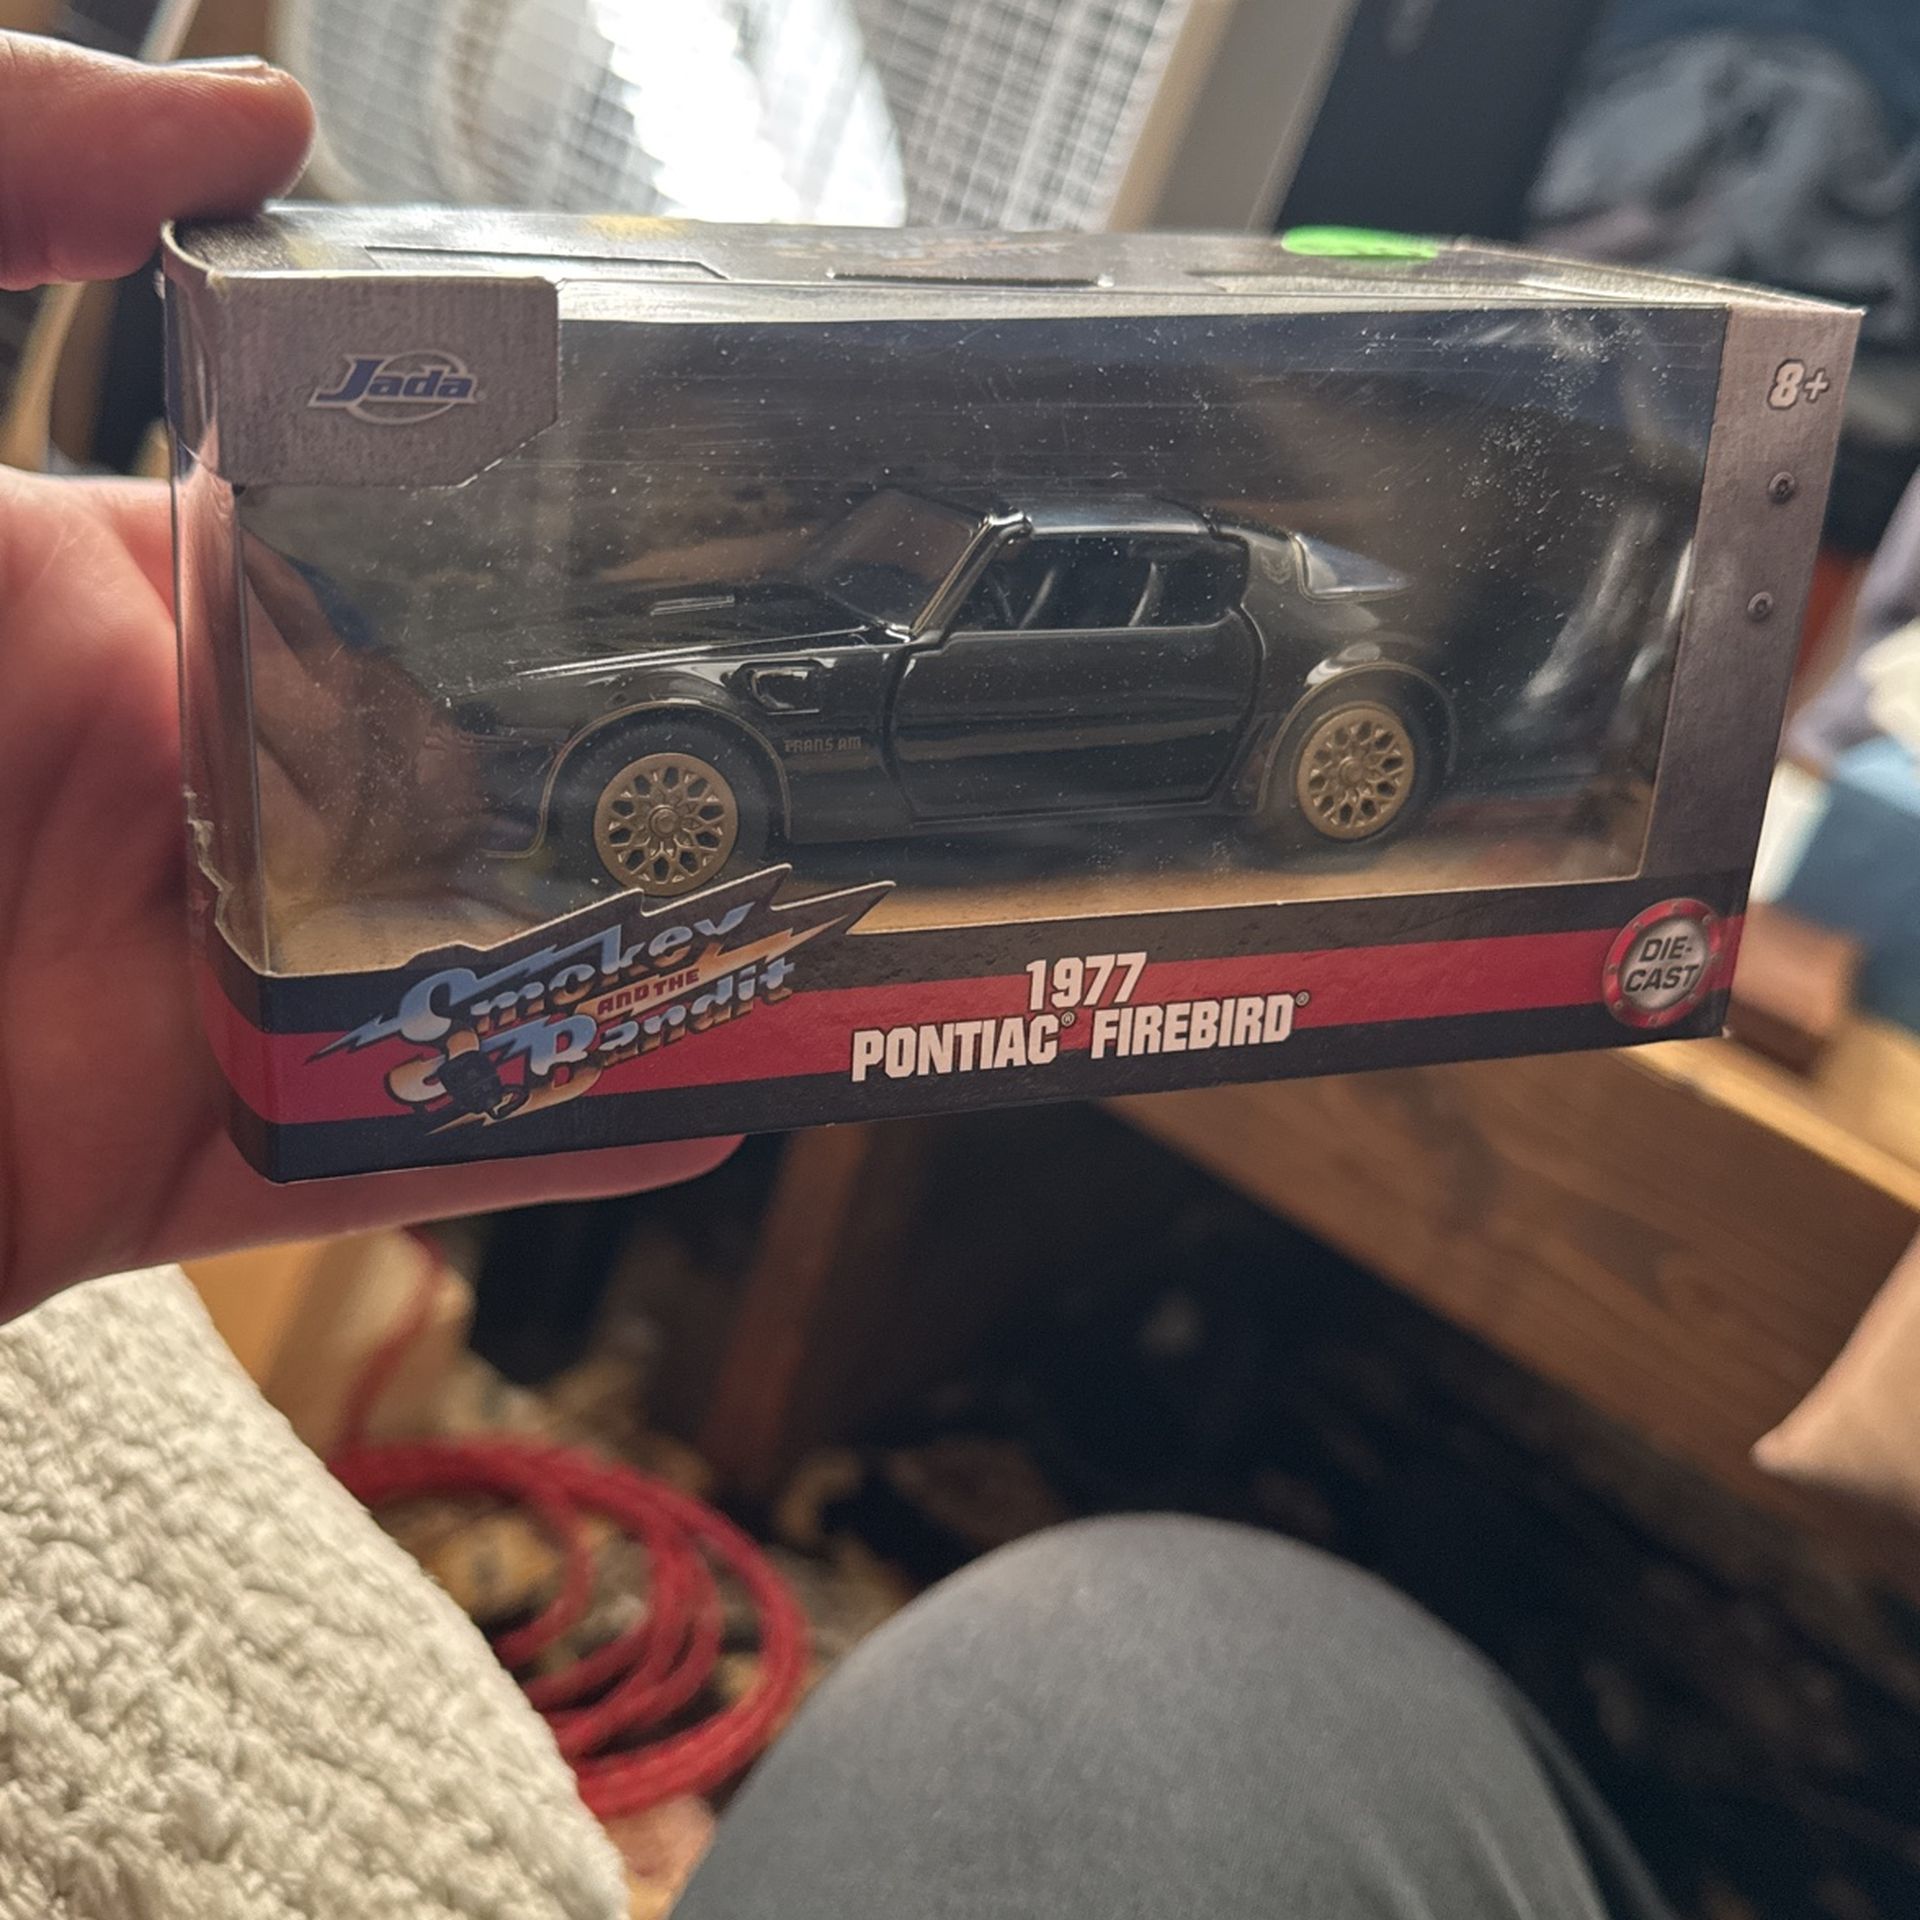 Jada
8+
TRANS AM
Smokey
AND THE
Bandit
1977
PONTIAC® FIREBIRD®
DIE-
CAST